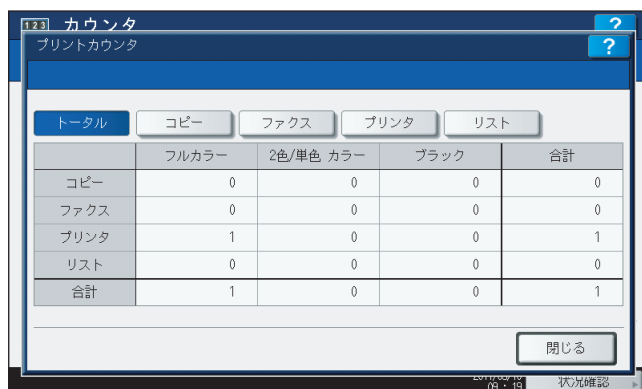 123 カウンタ ?
プリントカウンタ ?
トータル コピー ファクス プリンタ リスト
フルカラー 2色/単色 カラー ブラック 合計
コピー 0 0 0 0
ファクス 0 0 0 0
プリンタ 1 0 0 1
リスト 0 0 0 0
合計 1 0 0 1
閉じる
09 : 19 状況確認